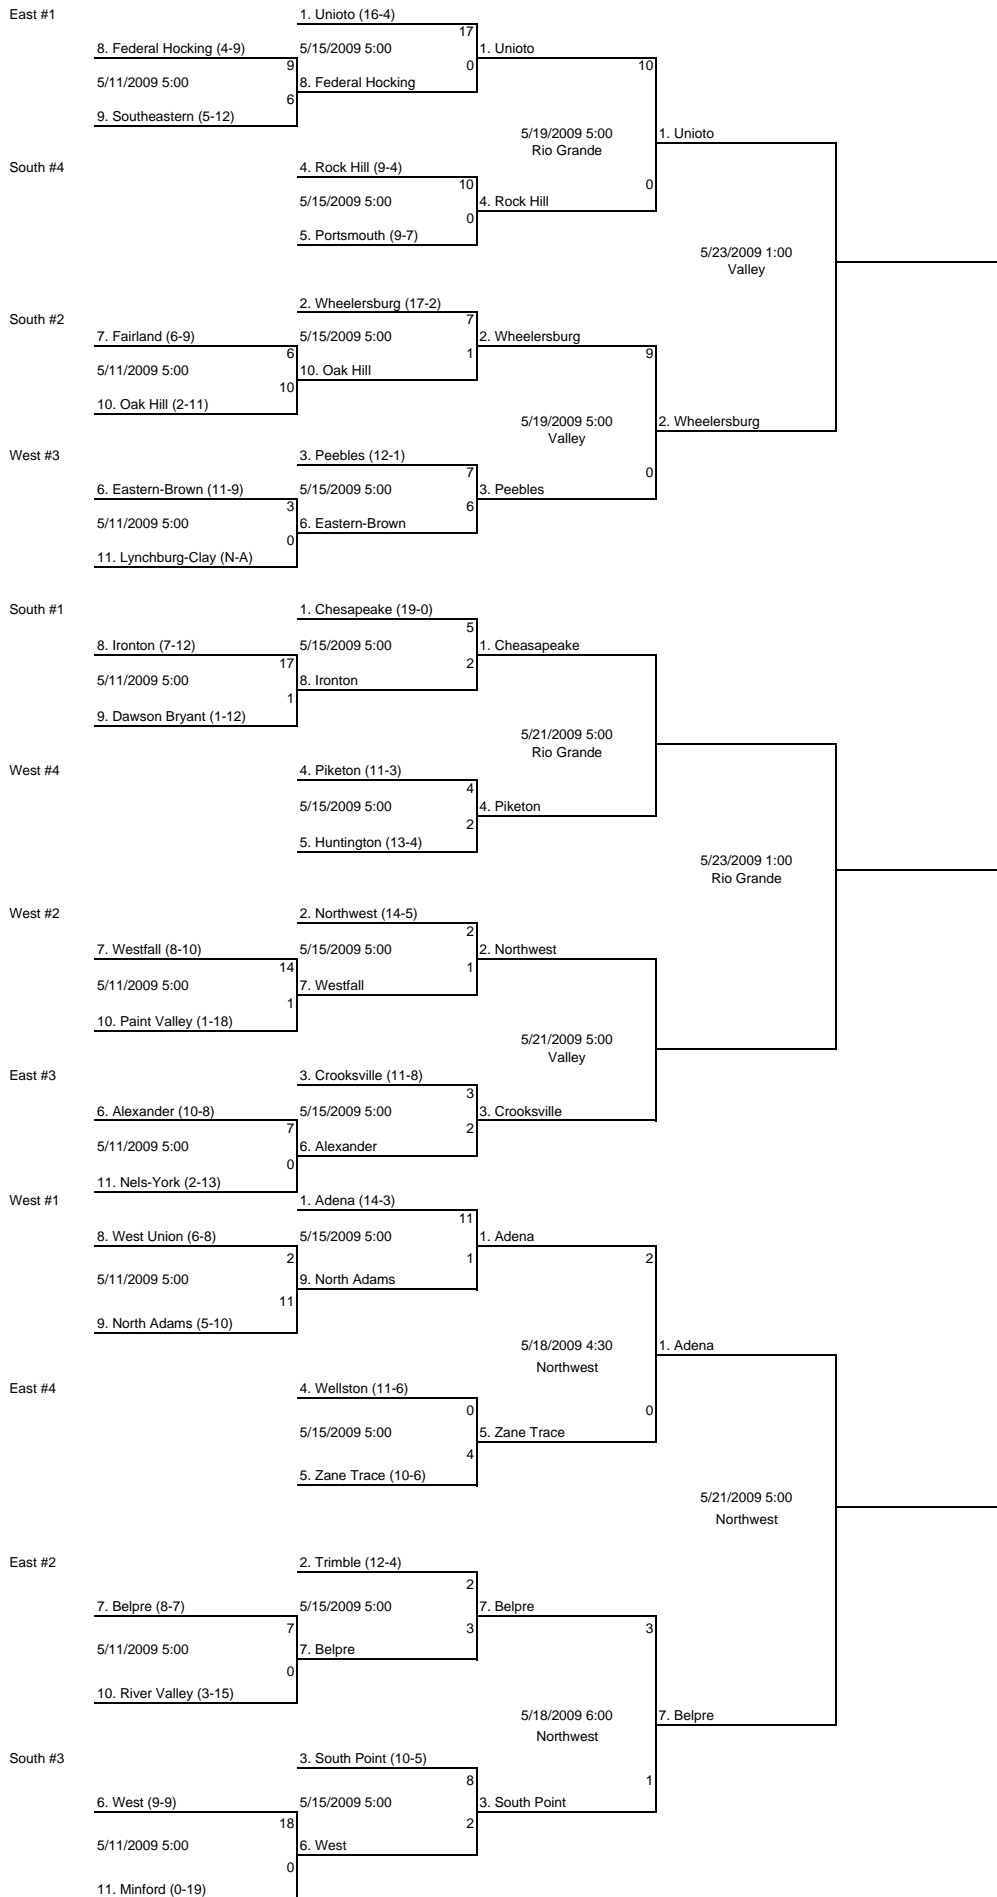 East #1
1. Unioto (16-4)
17
8. Federal Hocking (4-9)
5/15/2009 5:00
1. Unioto
9
0
10
5/11/2009 5:00
8. Federal Hocking
6
9. Southeastern (5-12)
5/19/2009 5:00
1. Unioto
Rio Grande
South #4
4. Rock Hill (9-4)
10
0
5/15/2009 5:00
4. Rock Hill
0
5. Portsmouth (9-7)
5/23/2009 1:00
Valley
2. Wheelersburg (17-2)
South #2
7
7. Fairland (6-9)
5/15/2009 5:00
2. Wheelersburg
6
1
9
5/11/2009 5:00
10. Oak Hill
10
10. Oak Hill (2-11)
5/19/2009 5:00
2. Wheelersburg
Valley
West #3
3. Peebles (12-1)
7
0
6. Eastern-Brown (11-9)
5/15/2009 5:00
3. Peebles
3
6
5/11/2009 5:00
6. Eastern-Brown
0
11. Lynchburg-Clay (N-A)
South #1
1. Chesapeake (19-0)
5
8. Ironton (7-12)
5/15/2009 5:00
1. Cheasapeake
17
2
5/11/2009 5:00
8. Ironton
1
9. Dawson Bryant (1-12)
5/21/2009 5:00
Rio Grande
West #4
4. Piketon (11-3)
4
5/15/2009 5:00
4. Piketon
2
5. Huntington (13-4)
5/23/2009 1:00
Rio Grande
West #2
2. Northwest (14-5)
2
7. Westfall (8-10)
5/15/2009 5:00
2. Northwest
14
1
5/11/2009 5:00
7. Westfall
1
10. Paint Valley (1-18)
5/21/2009 5:00
Valley
East #3
3. Crooksville (11-8)
3
6. Alexander (10-8)
5/15/2009 5:00
3. Crooksville
7
2
5/11/2009 5:00
6. Alexander
0
11. Nels-York (2-13)
West #1
1. Adena (14-3)
11
8. West Union (6-8)
5/15/2009 5:00
1. Adena
2
1
2
5/11/2009 5:00
9. North Adams
11
9. North Adams (5-10)
5/18/2009 4:30
1. Adena
Northwest
East #4
4. Wellston (11-6)
0
0
5/15/2009 5:00
5. Zane Trace
4
5. Zane Trace (10-6)
5/21/2009 5:00
Northwest
East #2
2. Trimble (12-4)
2
7. Belpre (8-7)
5/15/2009 5:00
7. Belpre
7
3
3
5/11/2009 5:00
7. Belpre
0
10. River Valley (3-15)
5/18/2009 6:00
7. Belpre
Northwest
South #3
3. South Point (10-5)
8
1
6. West (9-9)
5/15/2009 5:00
3. South Point
18
2
5/11/2009 5:00
6. West
0
11. Minford (0-19)